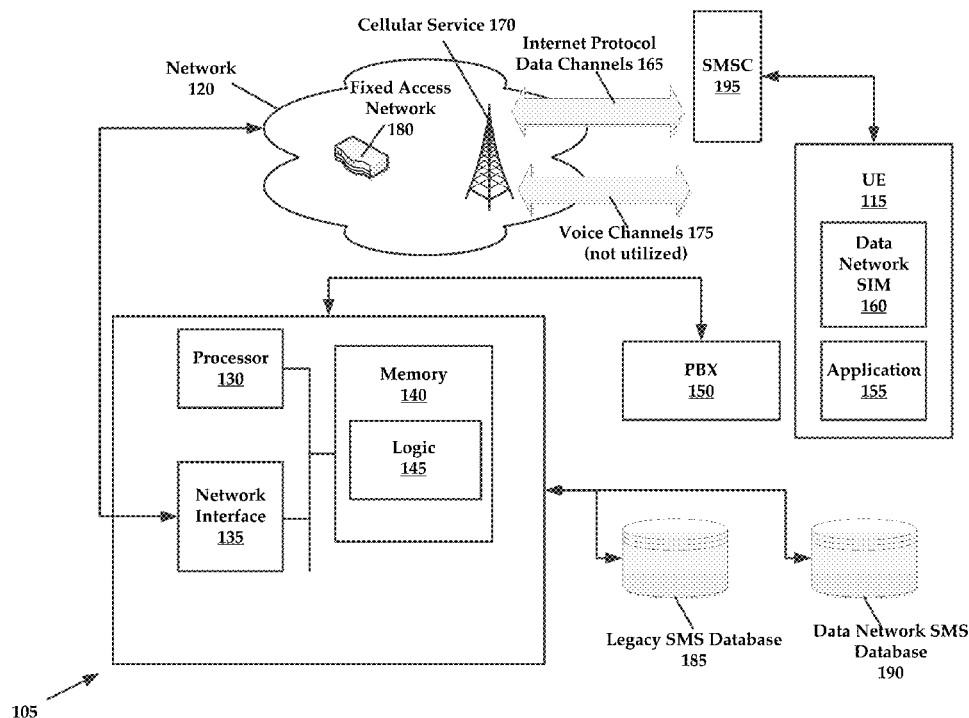 Cellular Service 170
Internet Protocol
Data Channels 165
SMSC
195
Network
120
Fixed Access
Network
180
UE
115
Voice Channels 175
(not utilized)
Data
Network
SIM
160
Processor
130
Memory
140
PBX
150
Application
155
Logic
145
Network
Interface
135
Legacy SMS Database
185
Data Network SMS
Database
190
105